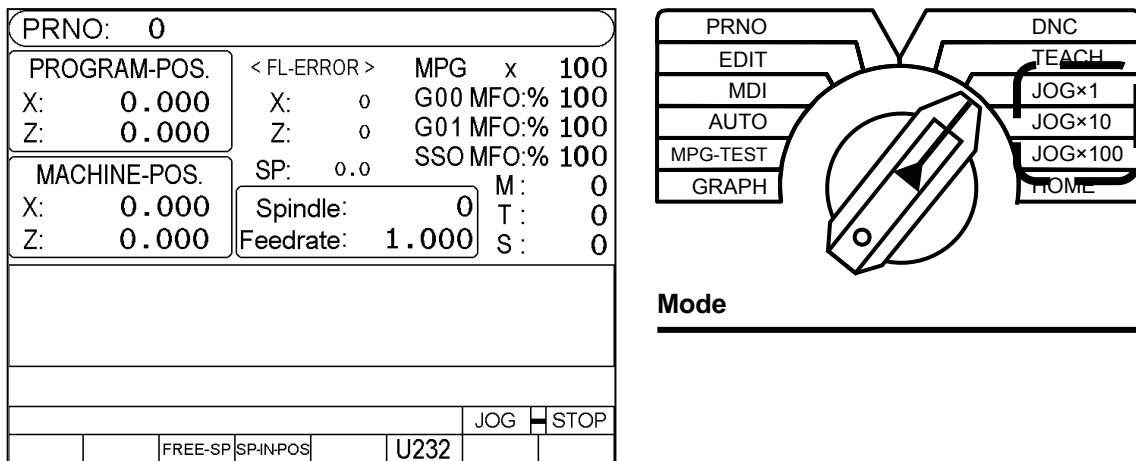 PRNO: 0
PROGRAM-POS.
X: 0.000
Z: 0.000
MACHINE-POS.
X: 0.000
Z: 0.000
< FL-ERROR >
X: 0
Z: 0
SP: 0.0
MPG x 100
G00 MFO:% 100
G01 MFO:% 100
SSO MFO:% 100
M : 0
T : 0
S : 0
Spindle: 0
Feedrate: 1.000
JOG STOP
FREE-SP SP-IN-POS U232
PRNO
EDIT
MDI
AUTO
MPG-TEST
GRAPH
DNC
TEACH
JOG×1
JOG×10
JOG×100
HOME
Mode